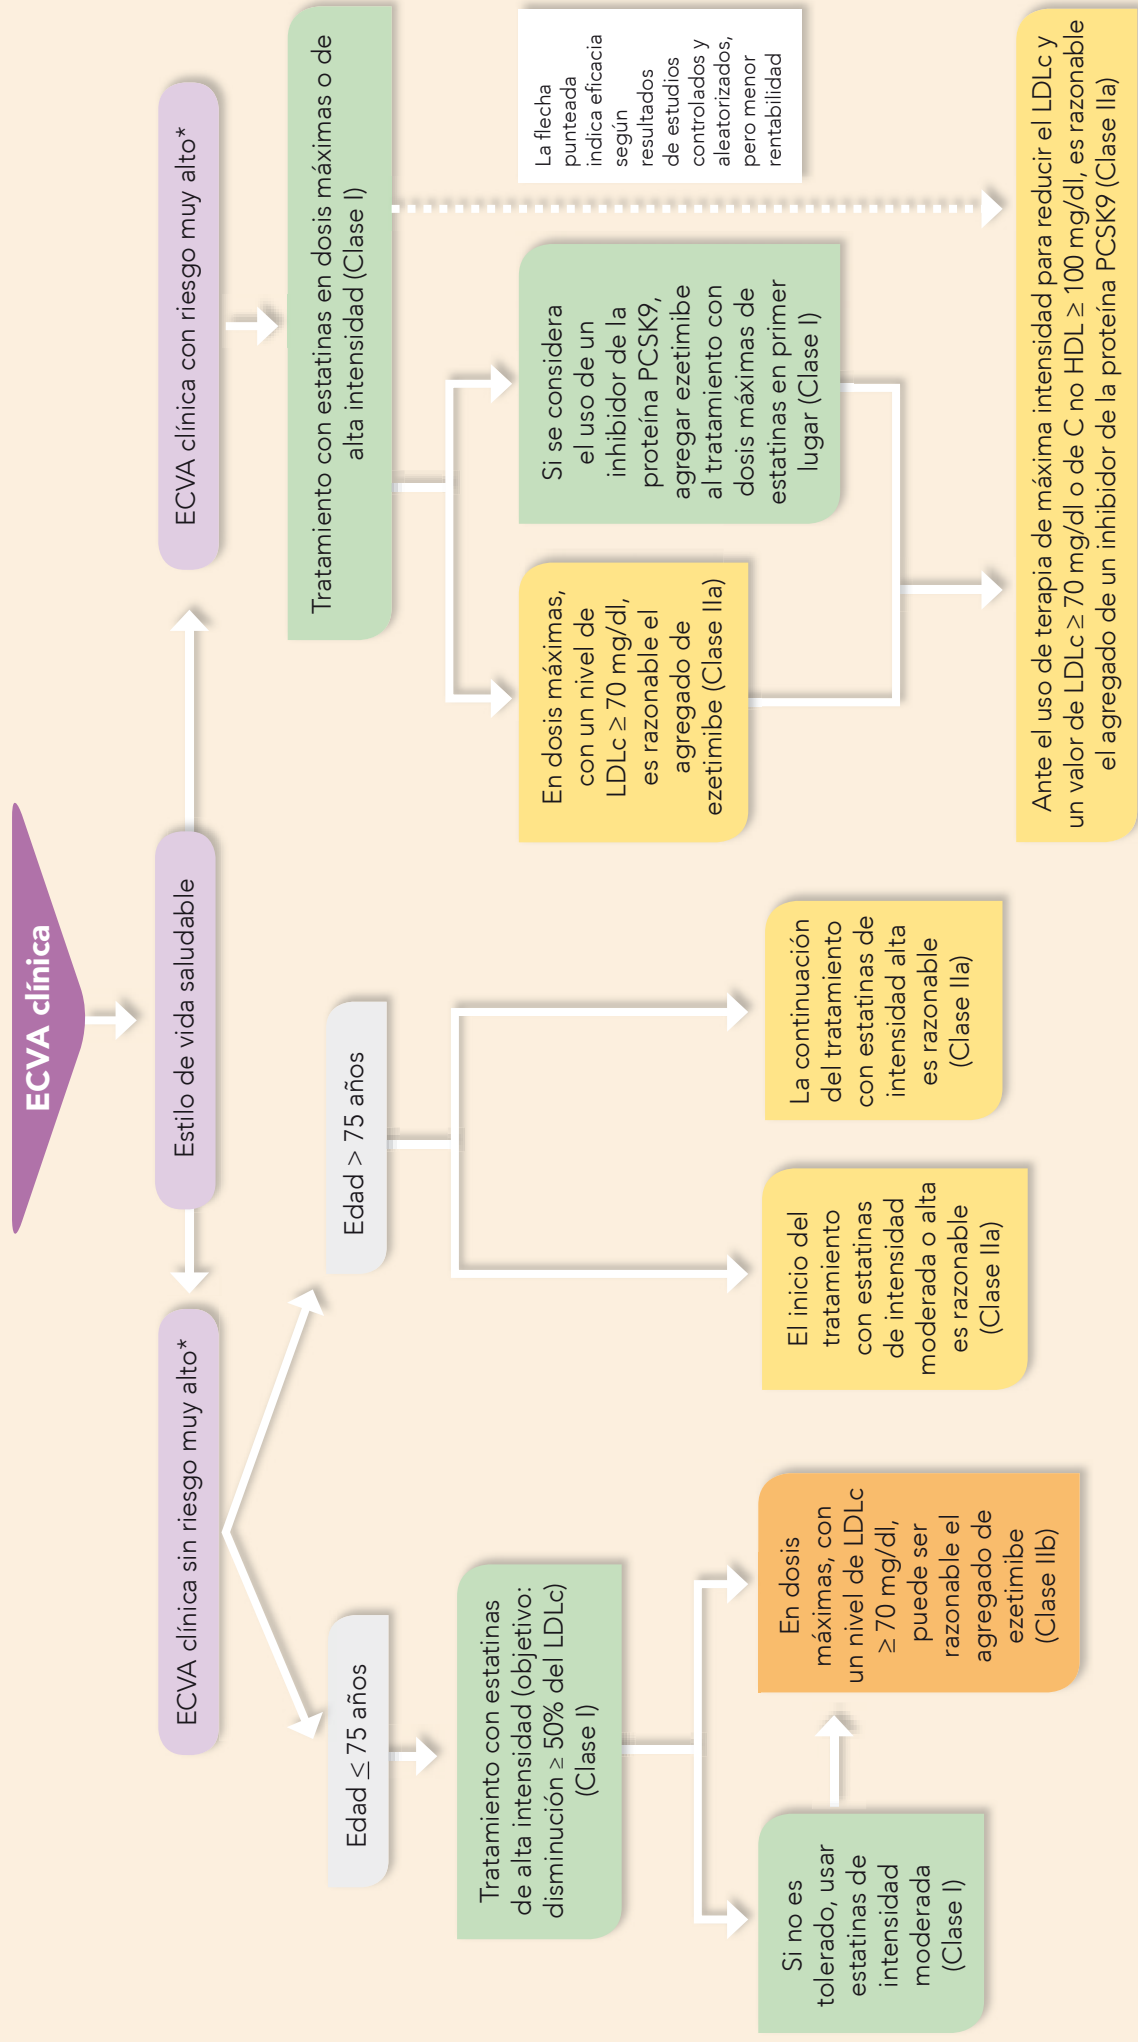 ECVA clínica
Estilo de vida saludable
ECVA clínica sin riesgo muy alto*
ECVA clínica con riesgo muy alto*
Edad ≤ 75 años
Edad > 75 años
Tratamiento con estatinas
de alta intensidad (objetivo:
disminución ≥ 50% del LDLc)
(Clase I)
Si no es
tolerado, usar
estatinas de
intensidad
moderada
(Clase I)
En dosis
máximas, con
un nivel de LDLc
≥ 70 mg/dl,
puede ser
razonable el
agregado de
ezetimibe
(Clase IIb)
El inicio del
tratamiento
con estatinas
de intensidad
moderada o alta
es razonable
(Clase IIa)
La continuación
del tratamiento
con estatinas de
intensidad alta
es razonable
(Clase IIa)
Tratamiento con estatinas en dosis máximas o de
alta intensidad (Clase I)
En dosis máximas,
con un nivel de
LDLc ≥ 70 mg/dl,
es razonable el
agregado de
ezetimibe (Clase IIa)
Si se considera
el uso de un
inhibidor de la
proteína PCSK9,
agregar ezetimibe
al tratamiento con
dosis máximas de
estatinas en primer
lugar (Clase I)
La flecha
punteada
indica eficacia
según
resultados
de estudios
controlados y
aleatorizados,
pero menor
rentabilidad
Ante el uso de terapia de máxima intensidad para reducir el LDLc y
un valor de LDLc ≥ 70 mg/dl o de C no HDL ≥ 100 mg/dl, es razonable
el agregado de un inhibidor de la proteína PCSK9 (Clase IIa)